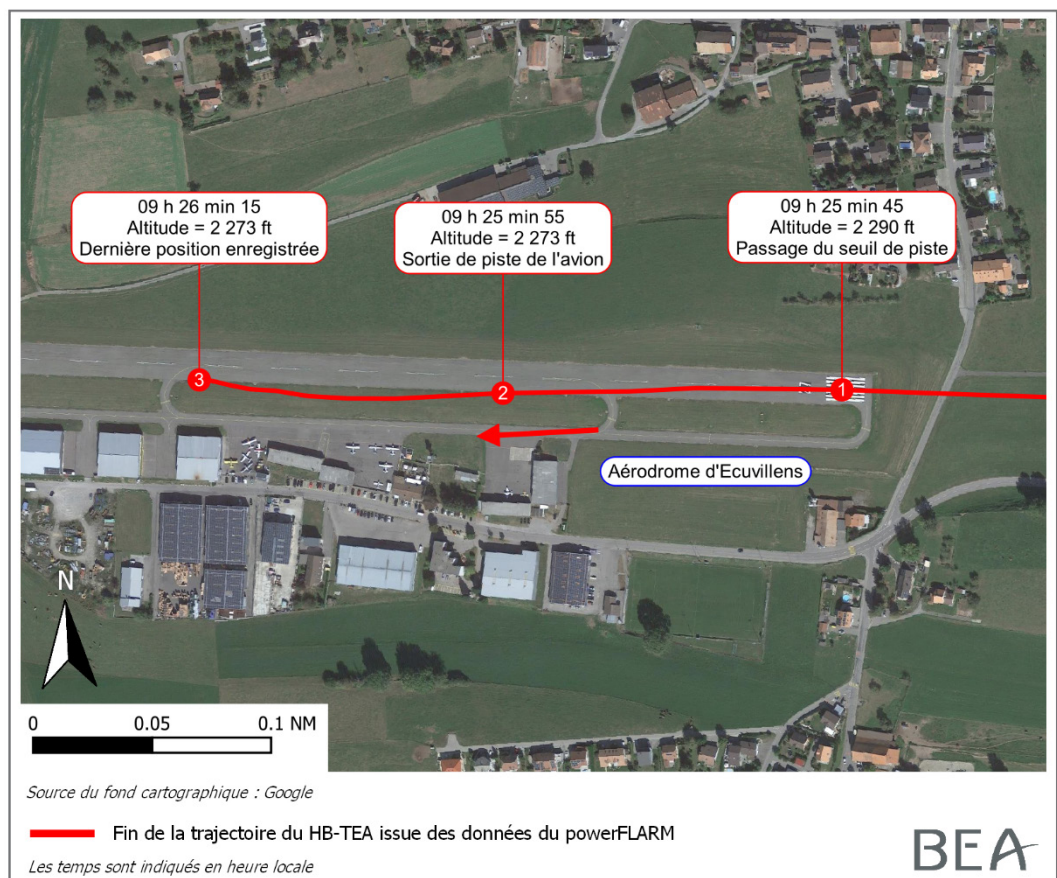 09 h 26 min 15
Altitude = 2 273 ft
Dernière position enregistrée
09 h 25 min 55
Altitude = 2 273 ft
Sortie de piste de l'avion
09 h 25 min 45
Altitude = 2 290 ft
Passage du seuil de piste
3
2
27
1
Aérodrome d'Ecuvillens
N
0 0.05 0.1 NM
Source du fond cartographique : Google
Fin de la trajectoire du HB-TEA issue des données du powerFLARM
Les temps sont indiqués en heure locale
BEA